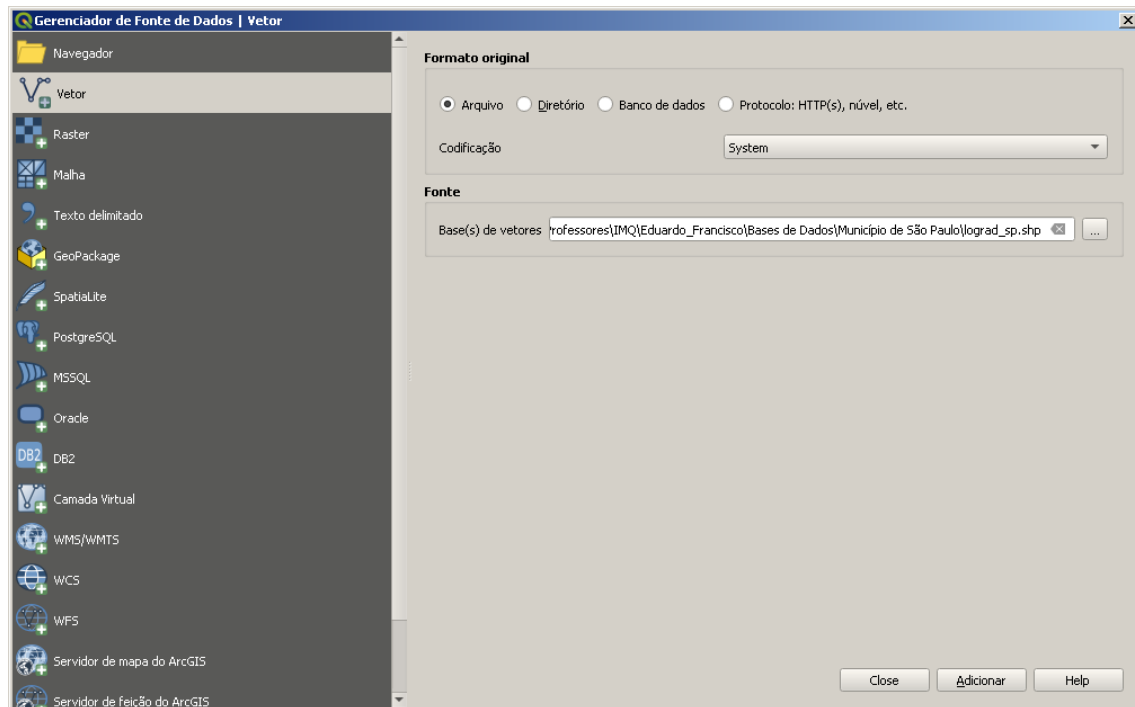 Gerenciador de Fonte de Dados | Vetor
Navegador
Vetor
Raster
Malha
Texto delimitado
GeoPackage
SpatiaLite
PostgreSQL
MSSQL
Oracle
DB2
DB2
Camada Virtual
WMS/WMTS
WCS
WFS
Servidor de mapa do ArcGIS
Servidor de feição do ArcGIS
Formato original
Arquivo Diretório Banco de dados Protocolo: HTTP(s), núvel, etc.
Codificação System
Fonte
Base(s) de vetores rofessores\IMQ\Eduardo_Francisco\Bases de Dados\Município de São Paulo\lograd_sp.shp ...
Close Adicionar Help